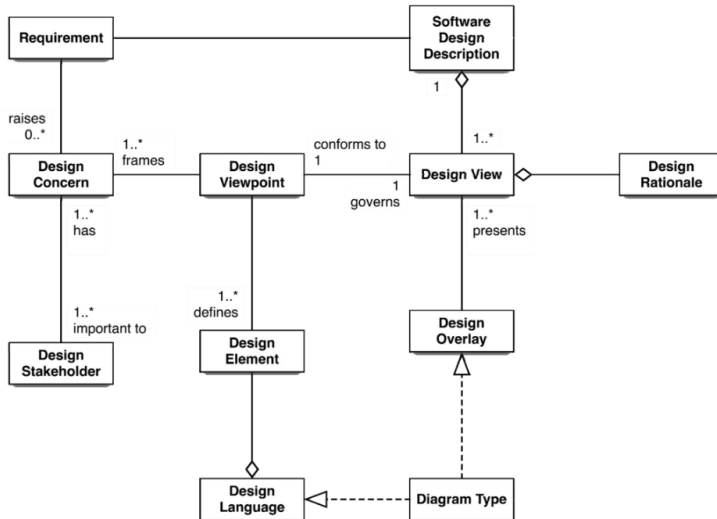 Requirement
Software
Design
Description
raises
0..*
1
1..*
Design
Concern
1..*
frames
Design
Viewpoint
conforms to
1
1
governs
Design View
Design
Rationale
1..*
has
1..*
presents
1..*
defines
1..*
important to
Design
Stakeholder
Design
Element
Design
Overlay
Design
Language
Diagram Type